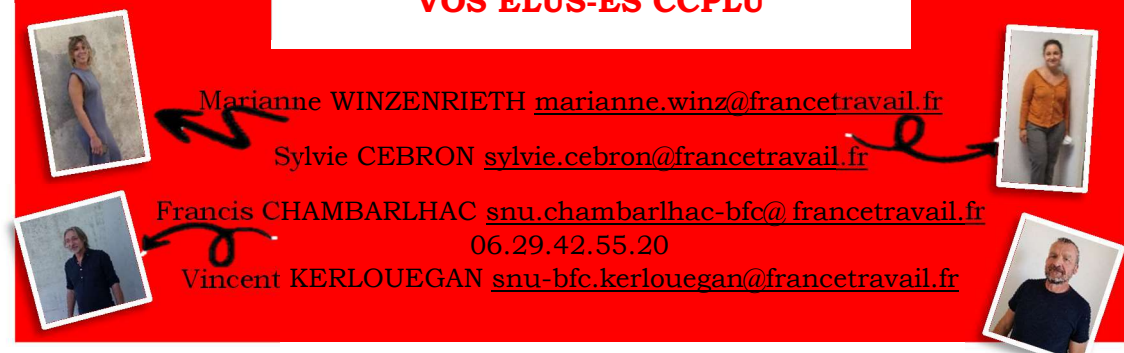 VOS ELUS-ES CCPLU
Marianne WINZENRIETH marianne.winz@francetravail.fr
Sylvie CEBRON sylvie.cebron@francetravail.fr
Francis CHAMBARLHAC snu.chambarlhac-bfc@ francetravail.fr
06.29.42.55.20
Vincent KERLOUEGAN snu-bfc.kerlouegan@francetravail.fr